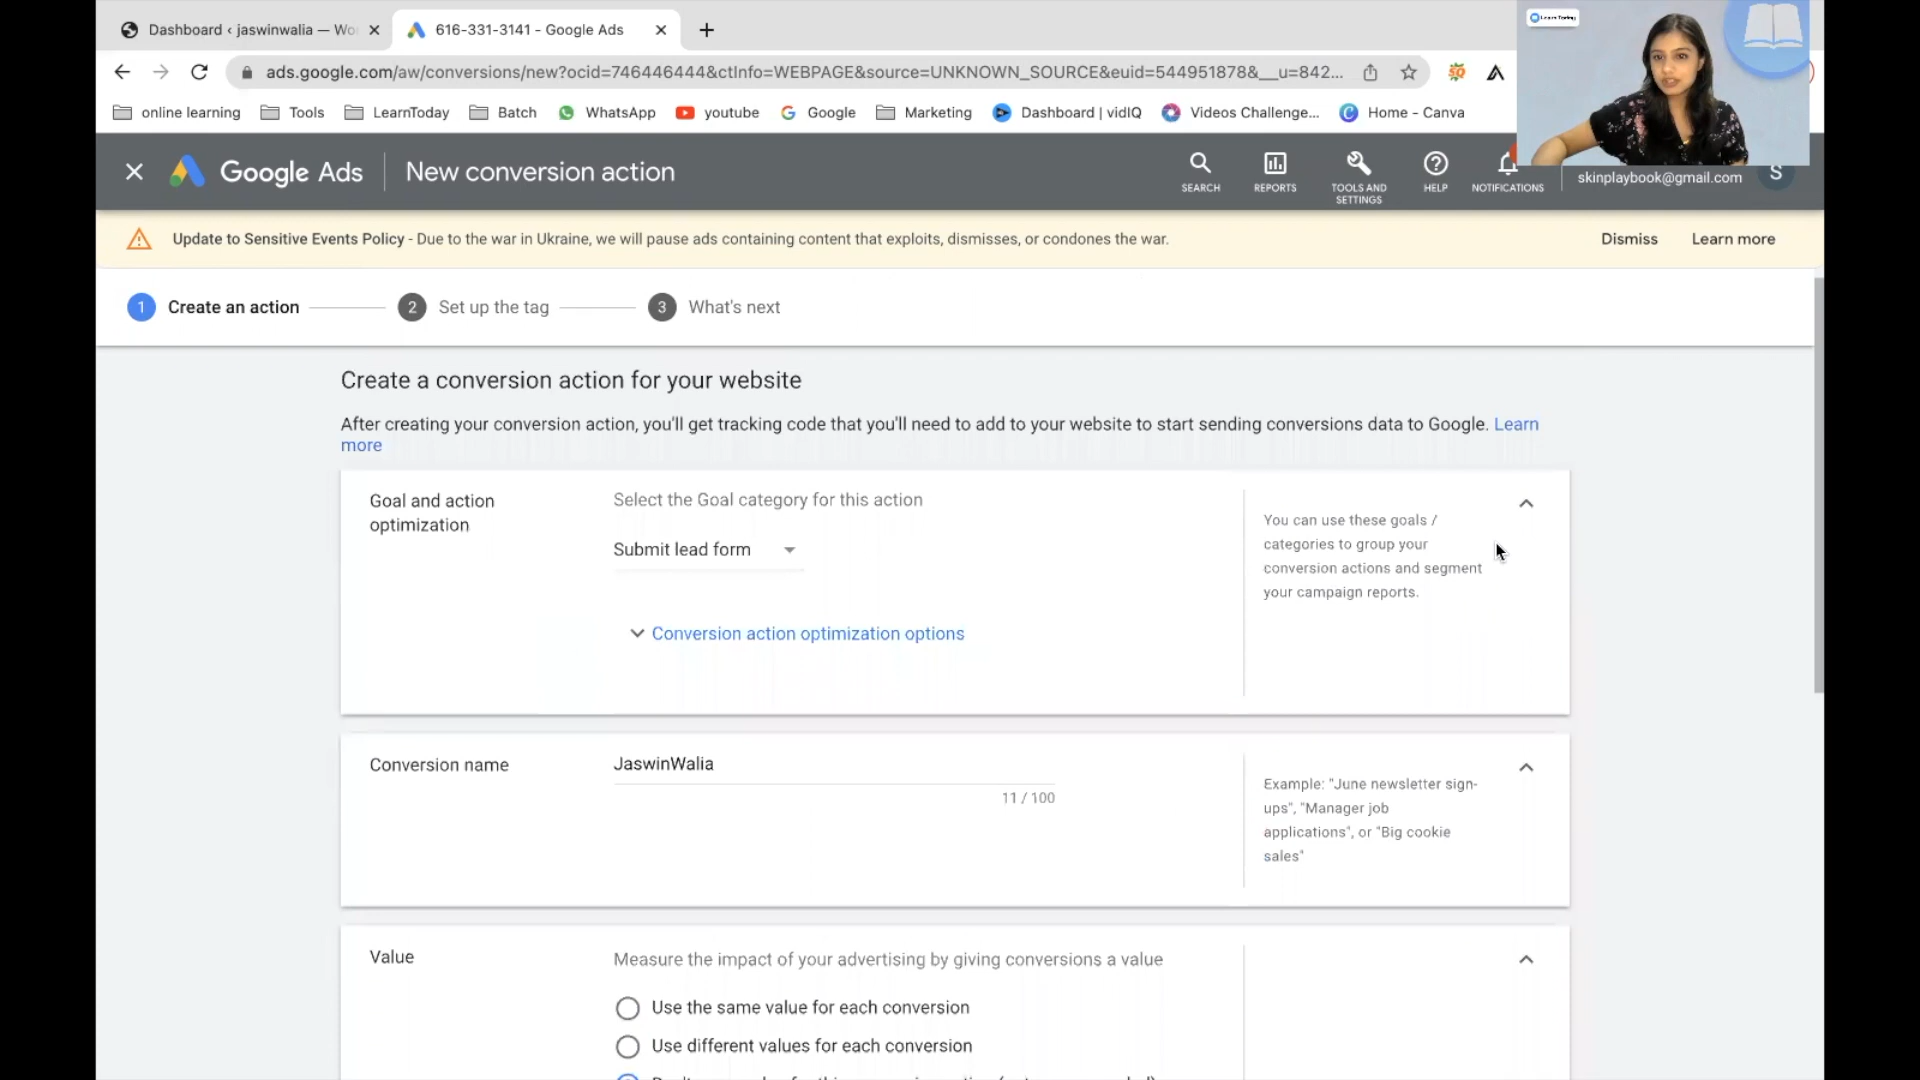 Dashboard ‹ jaswinwalia — Wo
616-331-3141 - Google Ads
Learn Today
ads.google.com/aw/conversions/new?ocid=746446444&ctInfo=WEBPAGE&source=UNKNOWN_SOURCE&euid=544951878&__u=842...
online learning
Tools
LearnToday
Batch
WhatsApp
youtube
Google
Marketing
Dashboard | vidIQ
Videos Challenge...
Home - Canva
Google Ads
New conversion action
SEARCH
REPORTS
TOOLS AND SETTINGS
HELP
NOTIFICATIONS
skinplaybook@gmail.com
S
Update to Sensitive Events Policy - Due to the war in Ukraine, we will pause ads containing content that exploits, dismisses, or condones the war.
Dismiss
Learn more
1 Create an action
2 Set up the tag
3 What's next
Create a conversion action for your website
After creating your conversion action, you'll get tracking code that you'll need to add to your website to start sending conversions data to Google. Learn
more
Goal and action
optimization
Select the Goal category for this action
Submit lead form
Conversion action optimization options
You can use these goals /
categories to group your
conversion actions and segment
your campaign reports.
Conversion name
JaswinWalia
11 / 100
Example: "June newsletter sign-
ups", "Manager job
applications", or "Big cookie
sales"
Value
Measure the impact of your advertising by giving conversions a value
Use the same value for each conversion
Use different values for each conversion